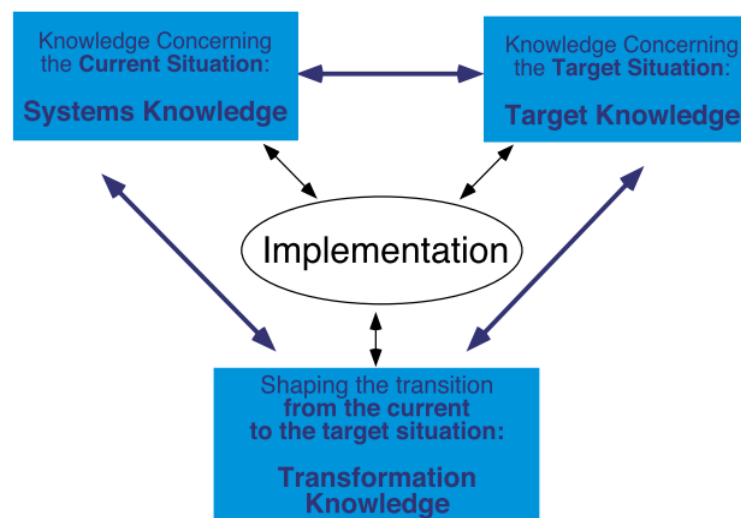 Knowledge Concerning
the Current Situation:
Systems Knowledge
Knowledge Concerning
the Target Situation:
Target Knowledge
Implementation
Shaping the transition
from the current
to the target situation:
Transformation
Knowledge